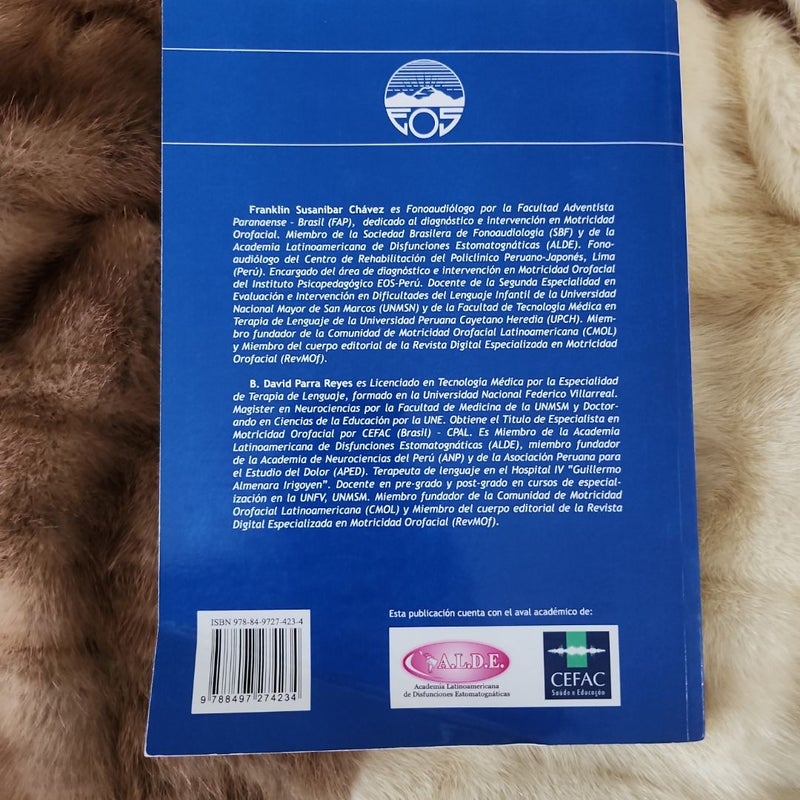 EOS
Franklin Susanibar Chávez es Fonoaudiólogo por la Facultad Adventista
Paranaense - Brasil (FAP), dedicado al diagnóstico e intervención en Motricidad
Orofacial. Miembro de la Sociedad Brasilera de Fonoaudiologia (SBF) y de la
Academia Latinoamericana de Disfunciones Estomatognáticas (ALDE). Fono-
audiólogo del Centro de Rehabilitación del Policlínico Peruano-Japonés, Lima
(Perú). Encargado del área de diagnóstico e intervención en Motricidad Orofacial
del Instituto Psicopedagógico EOS-Perú. Docente de la Segunda Especialidad en
Evaluación e Intervención en Dificultades del Lenguaje Infantil de la Universidad
Nacional Mayor de San Marcos (UNMSN) y de la Facultad de Tecnología Médica en
Terapia de Lenguaje de la Universidad Peruana Cayetano Heredia (UPCH). Miem-
bro fundador de la Comunidad de Motricidad Orofacial Latinoamericana (CMOL)
y Miembro del cuerpo editorial de la Revista Digital Especializada en Motricidad
Orofacial (RevMOf).
B. David Parra Reyes es Licenciado en Tecnología Médica por la Especialidad
de Terapia de Lenguaje, formado en la Universidad Nacional Federico Villarreal.
Magister en Neurociencias por la Facultad de Medicina de la UNMSM y Doctor-
ando en Ciencias de la Educación por la UNE. Obtiene el Titulo de Especialista en
Motricidad Orofacial por CEFAC (Brasil) - CPAL. Es Miembro de la Academia
Latinoamericana de Disfunciones Estomatognáticas (ALDE), miembro fundador
de la Academia de Neurociencias del Perú (ANP) y de la Asociación Peruana para
el Estudio del Dolor (APED). Terapeuta de lenguaje en el Hospital IV "Guillermo
Almenara Irigoyen". Docente en pre-grado y post-grado en cursos de especial-
ización en la UNFV, UNMSM. Miembro fundador de la Comunidad de Motricidad
Orofacial Latinoamericana (CMOL) y Miembro del cuerpo editorial de la Revista
Digital Especializada en Motricidad Orofacial (RevMOf).
ISBN 978-84-9727-423-4
9 788497 274234
Esta publicación cuenta con el aval académico de:
A.L.D.E.
Academia Latinoamericana
de Disfunciones Estomatognáticas
CEFAC
Saúde e Educação